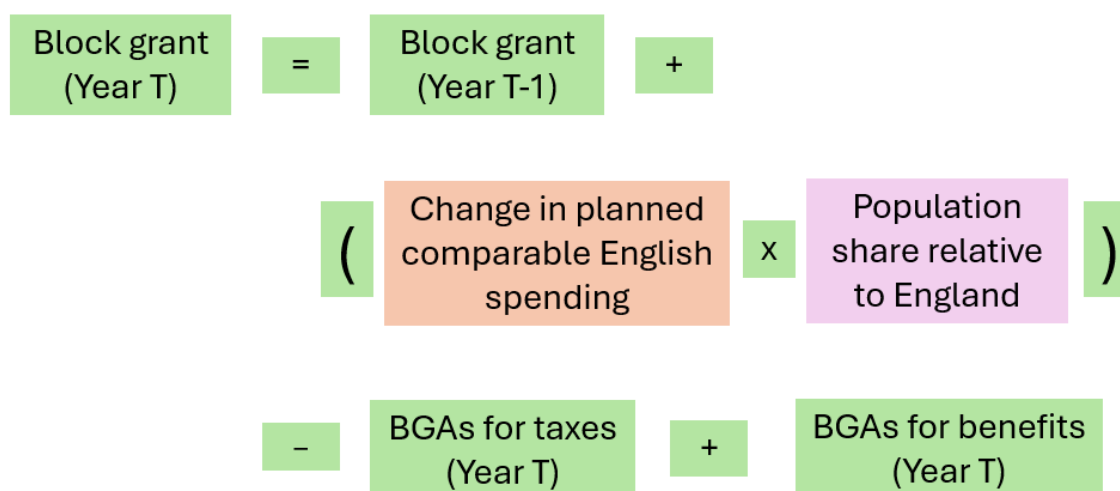 Block grant
(Year T)
=
Block grant
(Year T-1)
+
(
Change in planned
comparable English
spending
x
Population
share relative
to England
)
–
BGAs for taxes
(Year T)
+
BGAs for benefits
(Year T)